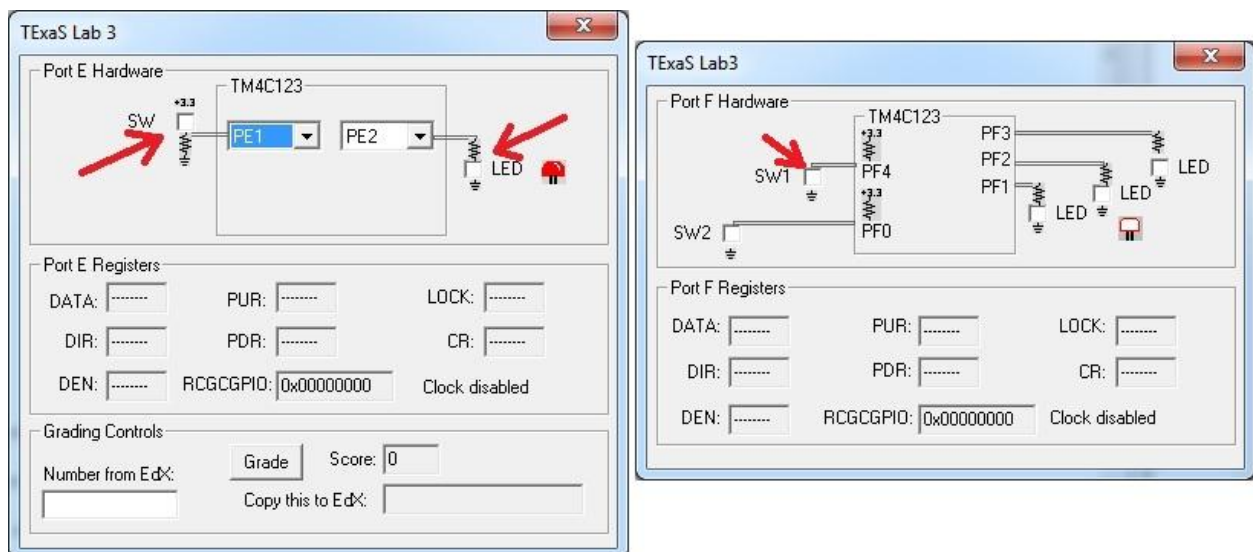 TExaS Lab 3
Port E Hardware
TM4C123
+3.3
SW
PE1
PE2
LED
Port E Registers
DATA: --------
PUR: --------
LOCK: --------
DIR: --------
PDR: --------
CR: --------
DEN: --------
RCGCGPIO: 0x00000000
Clock disabled
Grading Controls
Number from EdX:
Grade
Score: 0
Copy this to EdX:
TExaS Lab3
Port F Hardware
TM4C123
+3.3
PF3
SW1
PF4
PF2
LED
+3.3
PF1
LED
SW2
PF0
LED
Port F Registers
DATA: --------
PUR: --------
LOCK: --------
DIR: --------
PDR: --------
CR: --------
DEN: --------
RCGCGPIO: 0x00000000
Clock disabled